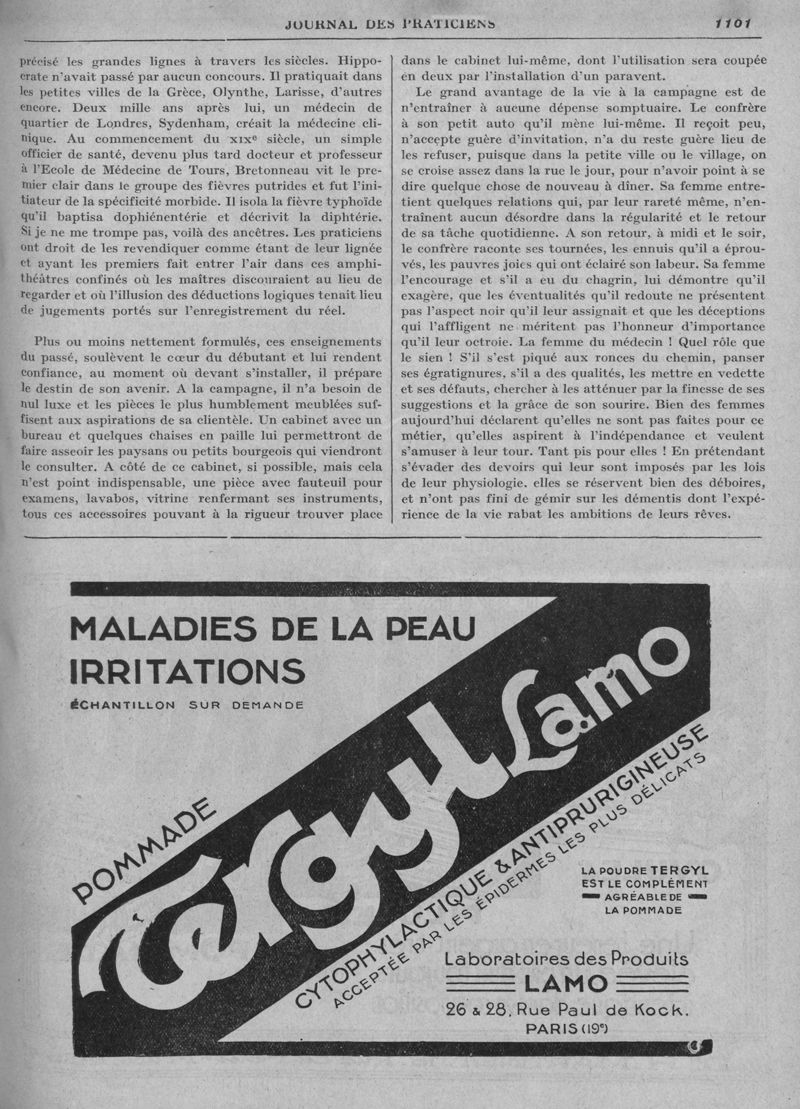 JOURNAL DES PRATICIENS 1101
précisé les grandes lignes à travers les siècles. Hippo-
crate n'avait passé par aucun concours. Il pratiquait dans
les petites villes de la Grèce, Olynthe, Larisse, d'autres
encore. Deux mille ans après lui, un médecin de
quartier de Londres, Sydenham, créait la médecine cli-
nique. Au commencement du XIXe siècle, un simple
officier de santé, devenu plus tard docteur et professeur
à l'Ecole de Médecine de Tours, Bretonneau vit le pre-
mier clair dans le groupe des fièvres putrides et fut l'ini-
tiateur de la spécificité morbide. Il isola la fièvre typhoïde
qu'il baptisa dophiénentérie et décrivit la diphtérie.
Si je ne me trompe pas, voilà des ancêtres. Les praticiens
ont droit de les revendiquer comme étant de leur lignée
et ayant les premiers fait entrer l'air dans ces amphi-
théâtres confinés où les maîtres discouraient au lieu de
regarder et où l'illusion des déductions logiques tenait lieu
de jugements portés sur l'enregistrement du réel.
Plus ou moins nettement formulés, ces enseignements
du passé, soulèvent le cœur du débutant et lui rendent
confiance, au moment où devant s'installer, il prépare
le destin de son avenir. A la campagne, il n'a besoin de
nul luxe et les pièces le plus humblement meublées suf-
fisent aux aspirations de sa clientèle. Un cabinet avec un
bureau et quelques chaises en paille lui permettront de
faire asseoir les paysans ou petits bourgeois qui viendront
le consulter. A côté de ce cabinet, si possible, mais cela
n'est point indispensable, une pièce avec fauteuil pour
examens, lavabos, vitrine renfermant ses instruments,
tous ces accessoires pouvant à la rigueur trouver place
dans le cabinet lui-même, dont l'utilisation sera coupée
en deux par l'installation d'un paravent.
Le grand avantage de la vie à la campagne est de
n'entraîner à aucune dépense somptuaire. Le confrère
à son petit auto qu'il mène lui-même. Il reçoit peu,
n'accepte guère d'invitation, n'a du reste guère lieu de
les refuser, puisque dans la petite ville ou le village, on
se croise assez dans la rue le jour, pour n'avoir point à se
dire quelque chose de nouveau à dîner. Sa femme entre-
tient quelques relations qui, par leur rareté même, n'en-
traînent aucun désordre dans la régularité et le retour
de sa tâche quotidienne. A son retour, à midi et le soir,
le confrère raconte ses tournées, les ennuis qu'il a éprou-
vés, les pauvres joies qui ont éclairé son labeur. Sa femme
l'encourage et s'il a eu du chagrin, lui démontre qu'il
exagère, que les éventualités qu'il redoute ne présentent
pas l'aspect noir qu'il leur assignait et que les déceptions
qui l'affligent ne méritent pas l'honneur d'importance
qu'il leur octroie. La femme du médecin ! Quel rôle que
le sien ! S'il s'est piqué aux ronces du chemin, panser
ses égratignures, s'il a des qualités, les mettre en vedette
et ses défauts, chercher à les atténuer par la finesse de ses
suggestions et la grâce de son sourire. Bien des femmes
aujourd'hui déclarent qu'elles ne sont pas faites pour ce
métier, qu'elles aspirent à l'indépendance et veulent
s'amuser à leur tour. Tant pis pour elles ! En prétendant
s'évader des devoirs qui leur sont imposés par les lois
de leur physiologie, elles se réservent bien des déboires,
et n'ont pas fini de gémir sur les démentis dont l'expé-
rience de la vie rabat les ambitions de leurs rêves.
MALADIES DE LA PEAU
IRRITATIONS
ÉCHANTILLON SUR DEMANDE
POMMADE
Tergyl Lamo
CYTOPHYLACTIQUE & ANTIPRURIGINEUSE
ACCEPTÉE PAR LES ÉPIDERMES LES PLUS DÉLICATS
LA POUDRE TERGYL
EST LE COMPLÉMENT
AGRÉABLE DE
LA POMMADE
Laboratoires des Produits
LAMO
26 & 28, Rue Paul de Kock.
PARIS (19e)